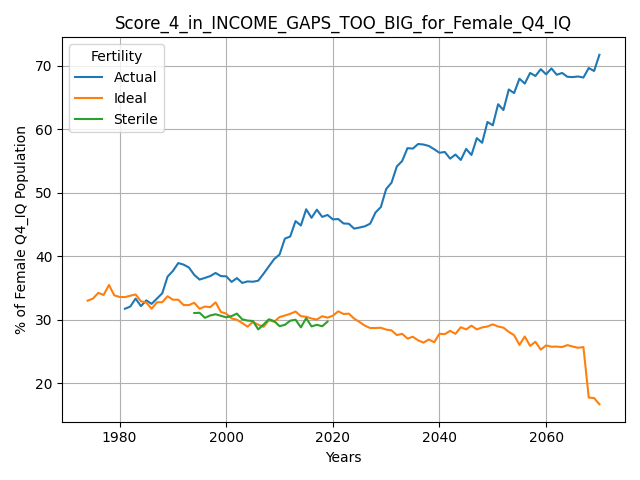 Score_4_in_INCOME_GAPS_TOO_BIG_for_Female_Q4_IQ
Fertility
Actual
Ideal
Sterile
% of Female Q4_IQ Population
70
60
50
40
30
20
1980
2000
2020
2040
2060
Years